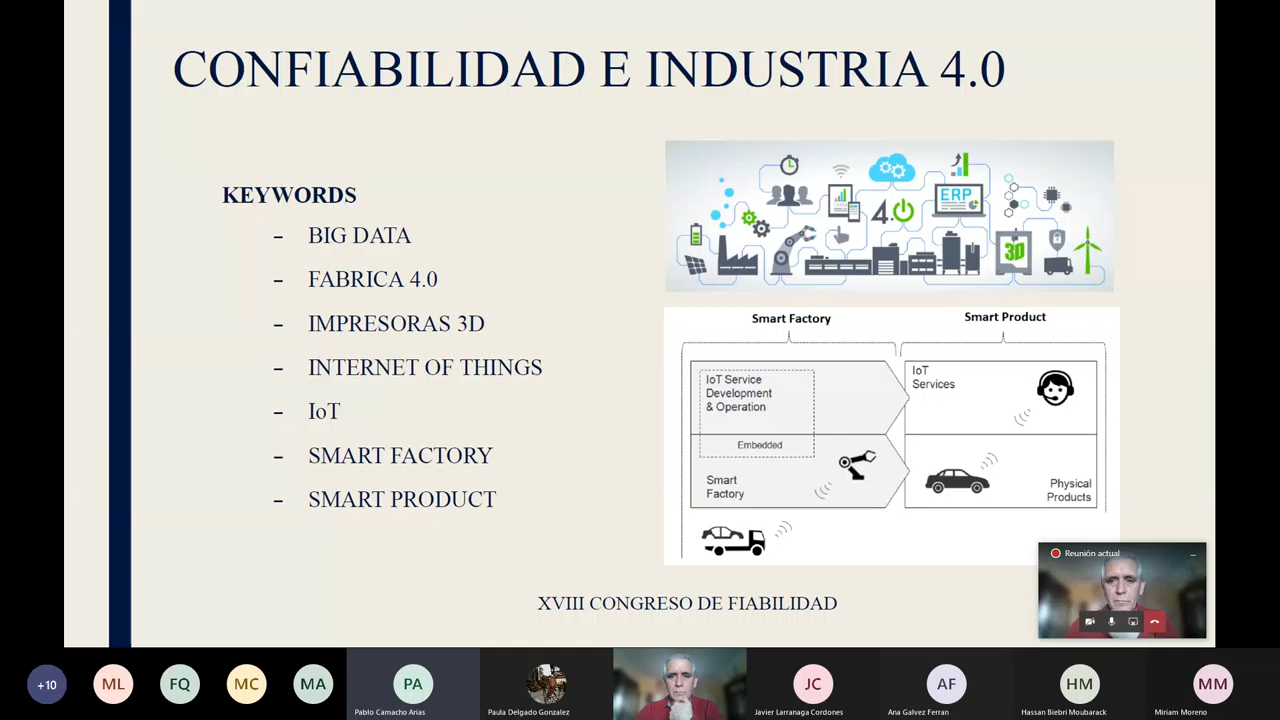 CONFIABILIDAD E INDUSTRIA 4.0
KEYWORDS
- BIG DATA
- FABRICA 4.0
- IMPRESORAS 3D
- INTERNET OF THINGS
- IoT
- SMART FACTORY
- SMART PRODUCT
4.0
ERP
3D
Smart Factory
Smart Product
IoT Service
Development
& Operation
Embedded
Smart
Factory
IoT
Services
Physical
Products
XVIII CONGRESO DE FIABILIDAD
Reunión actual
+10
ML
FQ
MC
MA
PA
Pablo Camacho Arias
Paula Delgado Gonzalez
JC
Javier Larranaga Cordones
AF
Ana Galvez Ferran
HM
Hassan Biebri Moubarack
MM
Miriam Moreno